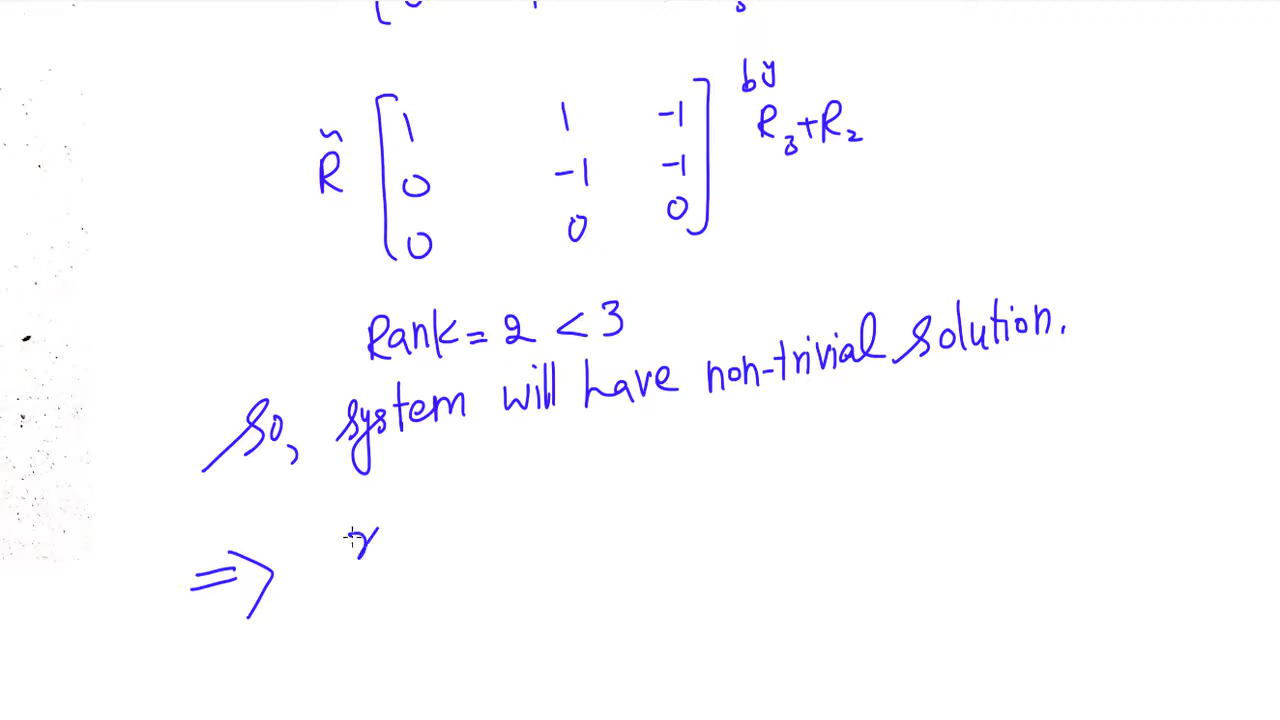 by
R̃ [ 1 1 -1 R₃+R₂
0 -1 -1
0 0 0 ]
Rank = 2 < 3
So, system will have non-trivial solution.
⇒